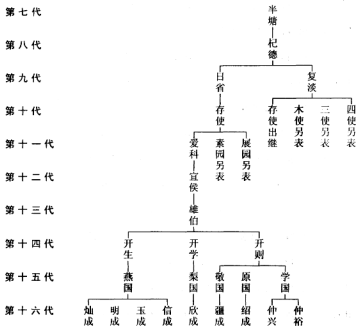 第七代 半塘
第八代 杞德
第九代 日省 复淡
第十代 存使 存使出继 木使另表 三使另表 四使另表
第十一代 爱科 素园另表 展园另表
第十二代 宜侯
第十三代 雄伯
第十四代 开生 开学 开则
第十五代 燕国 梨国 敬国 原国 学国
第十六代 灿成 明成 玉成 信成 欣成 疆成 绍成 仲兴 仲裕